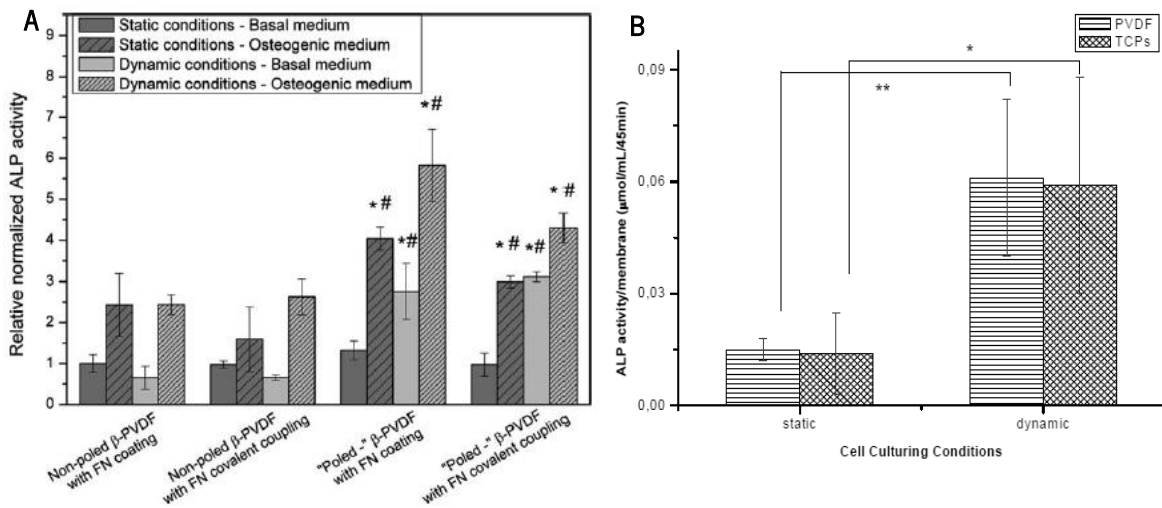 A
Static conditions - Basal medium
Static conditions - Osteogenic medium
Dynamic conditions - Basal medium
Dynamic conditions - Osteogenic medium
Relative normalized ALP activity
9
8
7
6
5
4
3
2
1
0
*#
*#
*#
*#
*#
*#
Non-poled β-PVDF
with FN coating
Non-poled β-PVDF
with FN covalent coupling
"Poled -" β-PVDF
with FN coating
"Poled -" β-PVDF
with FN covalent coupling
B
PVDF
TCPs
ALP activity/membrane (µmol/mL/45min)
0,09
0,06
0,03
0,00
*
**
static
dynamic
Cell Culturing Conditions